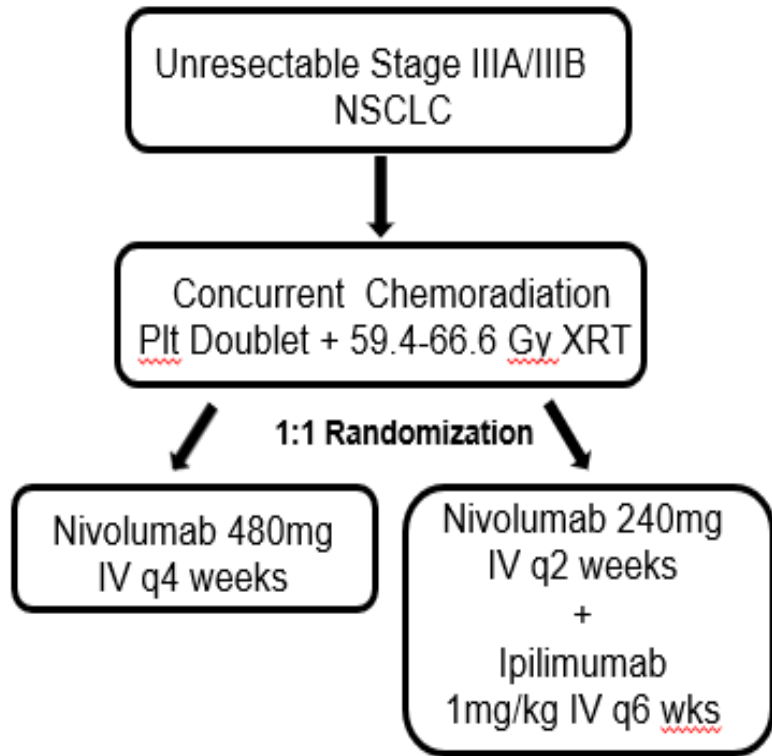 Unresectable Stage IIIA/IIIB
NSCLC
Concurrent Chemoradiation
Plt Doublet + 59.4-66.6 Gy XRT
1:1 Randomization
Nivolumab 480mg
IV q4 weeks
Nivolumab 240mg
IV q2 weeks
+
Ipilimumab
1mg/kg IV q6 wks